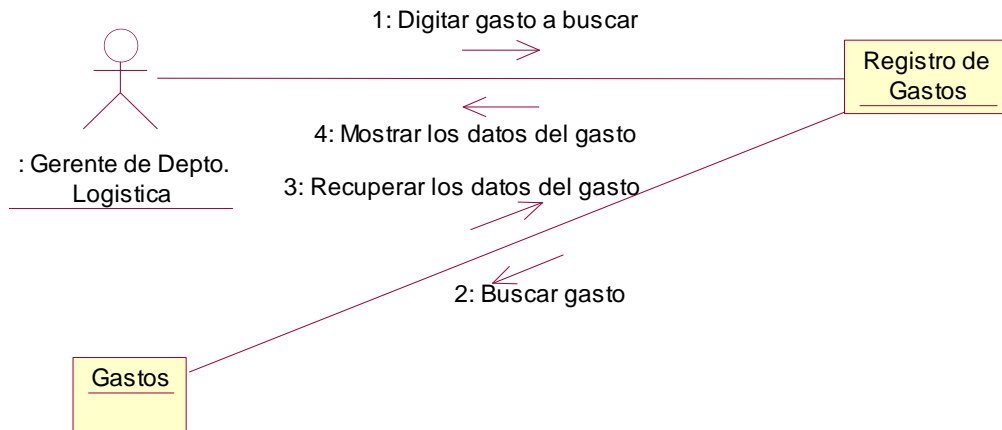 1: Digitar gasto a buscar
Registro de
Gastos
4: Mostrar los datos del gasto
: Gerente de Depto.
Logistica
3: Recuperar los datos del gasto
2: Buscar gasto
Gastos